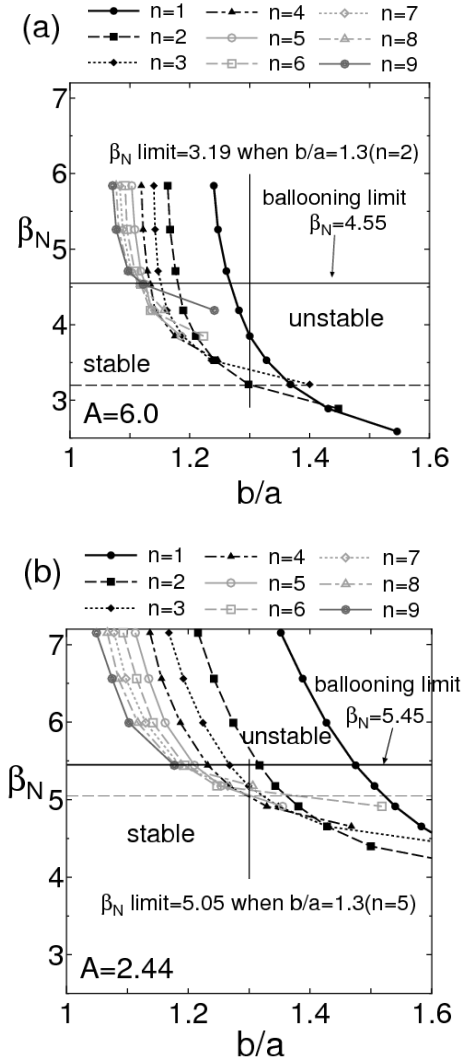 (a)
n=1 n=4 n=7
n=2 n=5 n=8
n=3 n=6 n=9
7
β_N limit=3.19 when b/a=1.3(n=2)
6
ballooning limit
β_N=4.55
β_N
5
unstable
4
stable
3
A=6.0
1 1.2 1.4 1.6
b/a
(b)
n=1 n=4 n=7
n=2 n=5 n=8
n=3 n=6 n=9
7
ballooning limit
β_N=5.45
unstable
6
β_N
5
stable
4
β_N limit=5.05 when b/a=1.3(n=5)
3
A=2.44
1 1.2 1.4 1.6
b/a